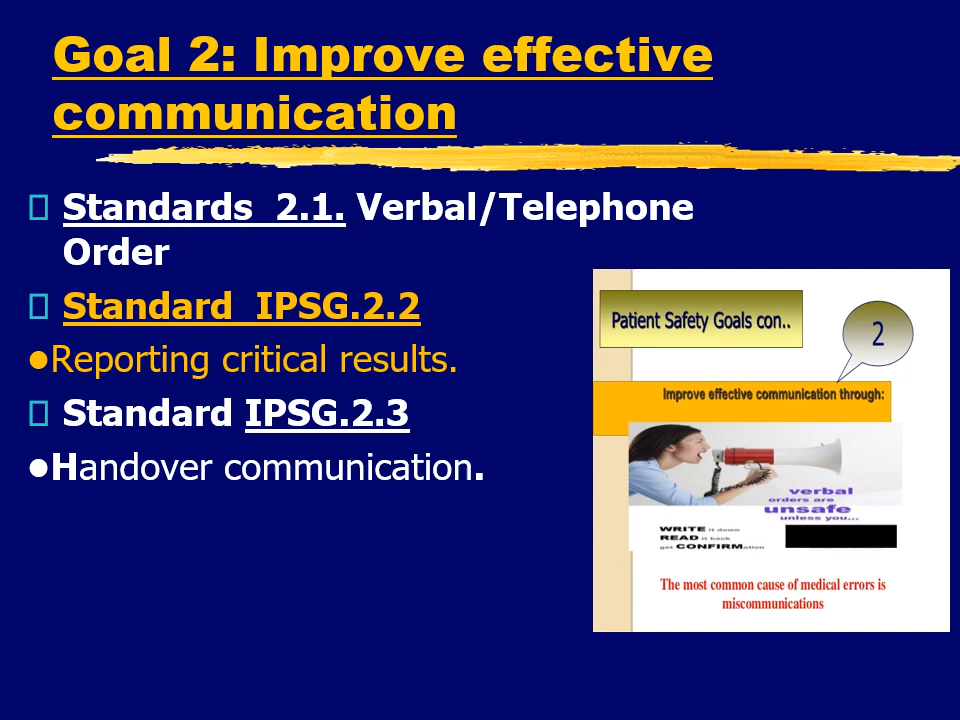 Goal 2: Improve effective
communication
Standards 2.1. Verbal/Telephone
Order
Standard IPSG.2.2
●Reporting critical results.
Standard IPSG.2.3
●Handover communication.
Patient Safety Goals con..
2
Improve effective communication through:
verbal
orders are
unsafe
unless you...
WRITE it down
READ it back
get CONFIRMation
The most common cause of medical errors is
miscommunications